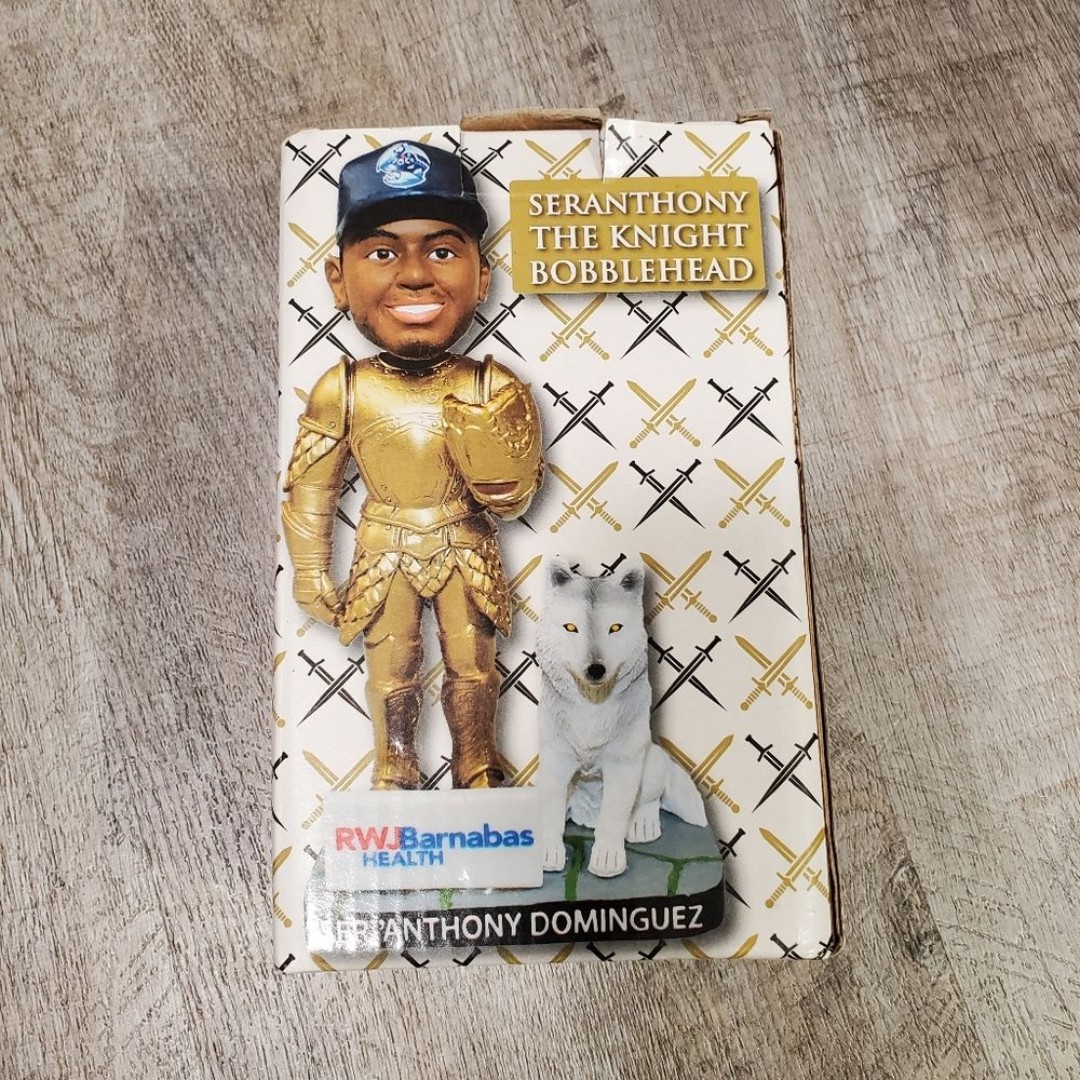 SERANTHONY
THE KNIGHT
BOBBLEHEAD
RWJBarnabas
HEALTH
ANTHONY DOMINGUEZ